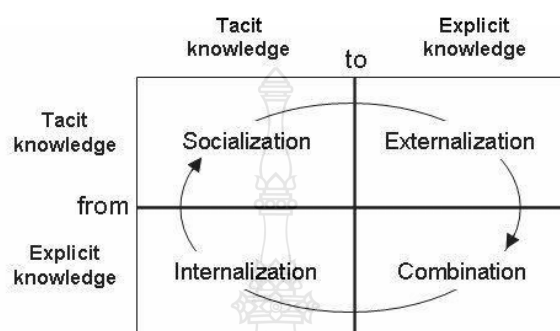 Tacit
knowledge
to
Explicit
knowledge
Tacit
knowledge
Socialization
Externalization
from
Explicit
knowledge
Internalization
Combination